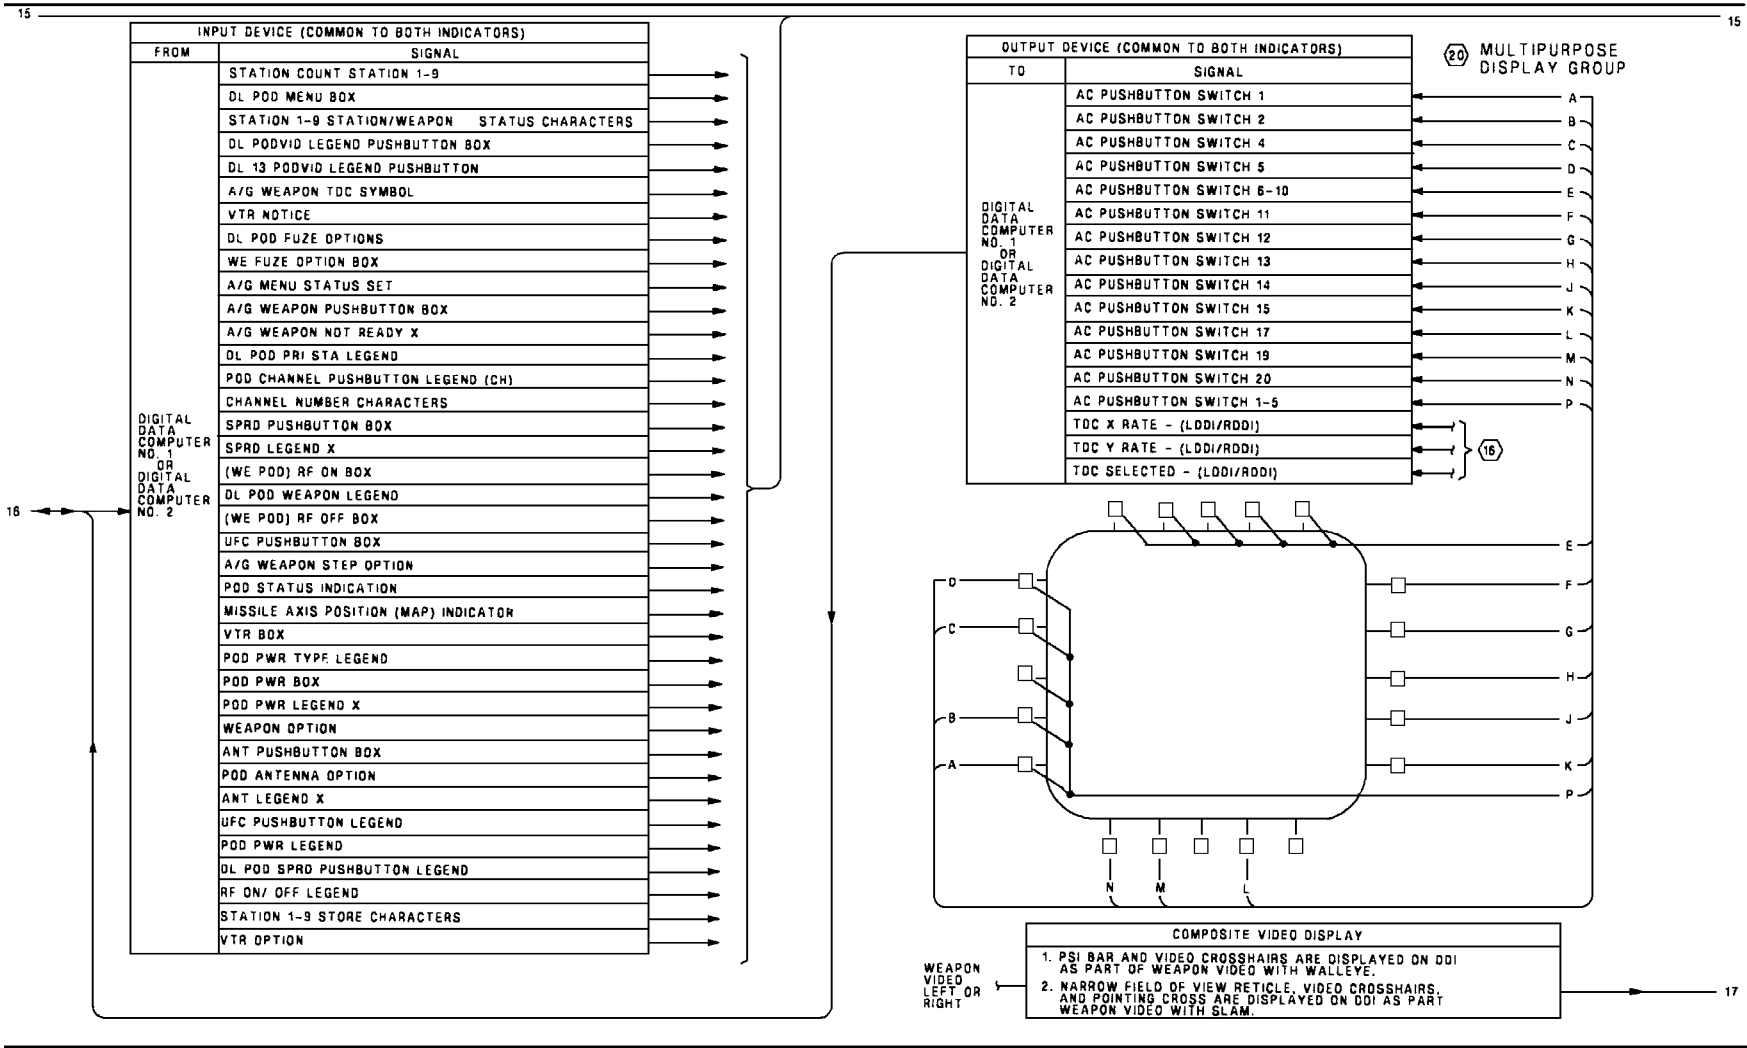 15
15
INPUT DEVICE (COMMON TO BOTH INDICATORS)
FROM
SIGNAL
STATION COUNT STATION 1-9
DL POD MENU BOX
STATION 1-9 STATION/WEAPON STATUS CHARACTERS
DL PODVID LEGEND PUSHBUTTON BOX
DL 13 PODVID LEGEND PUSHBUTTON
A/G WEAPON TDC SYMBOL
VTR NOTICE
DL POD FUZE OPTIONS
WE FUZE OPTION BOX
A/G MENU STATUS SET
A/G WEAPON PUSHBUTTON BOX
A/G WEAPON NOT READY X
DL POD PRI STA LEGEND
POD CHANNEL PUSHBUTTON LEGEND (CH)
CHANNEL NUMBER CHARACTERS
SPRD PUSHBUTTON BOX
SPRD LEGEND X
(WE POD) RF ON BOX
DL POD WEAPON LEGEND
(WE POD) RF OFF BOX
UFC PUSHBUTTON BOX
A/G WEAPON STEP OPTION
POD STATUS INDICATION
MISSILE AXIS POSITION (MAP) INDICATOR
VTR BOX
POD PWR TYPE LEGEND
POD PWR BOX
POD PWR LEGEND X
WEAPON OPTION
ANT PUSHBUTTON BOX
POD ANTENNA OPTION
ANT LEGEND X
UFC PUSHBUTTON LEGEND
POD PWR LEGEND
DL POD SPRD PUSHBUTTON LEGEND
RF ON/ OFF LEGEND
STATION 1-9 STORE CHARACTERS
VTR OPTION
DIGITAL
DATA
COMPUTER
NO. 1
OR
DIGITAL
DATA
COMPUTER
NO. 2
16
OUTPUT DEVICE (COMMON TO BOTH INDICATORS)
TO
SIGNAL
AC PUSHBUTTON SWITCH 1
AC PUSHBUTTON SWITCH 2
AC PUSHBUTTON SWITCH 4
AC PUSHBUTTON SWITCH 5
AC PUSHBUTTON SWITCH 6-10
AC PUSHBUTTON SWITCH 11
AC PUSHBUTTON SWITCH 12
AC PUSHBUTTON SWITCH 13
AC PUSHBUTTON SWITCH 14
AC PUSHBUTTON SWITCH 15
AC PUSHBUTTON SWITCH 17
AC PUSHBUTTON SWITCH 19
AC PUSHBUTTON SWITCH 20
AC PUSHBUTTON SWITCH 1-5
TDC X RATE - (LDDI/RDDI)
TDC Y RATE - (LDDI/RDDI)
TDC SELECTED - (LDDI/RDDI)
DIGITAL
DATA
COMPUTER
NO. 1
OR
DIGITAL
DATA
COMPUTER
NO. 2
20 MULTIPURPOSE
DISPLAY GROUP
A
B
C
D
E
F
G
H
J
K
L
M
N
P
16
E
F
G
H
J
K
P
D
C
B
A
N
M
L
COMPOSITE VIDEO DISPLAY
1. PSI BAR AND VIDEO CROSSHAIRS ARE DISPLAYED ON DDI
AS PART OF WEAPON VIDEO WITH WALLEYE.
2. NARROW FIELD OF VIEW RETICLE, VIDEO CROSSHAIRS,
AND POINTING CROSS ARE DISPLAYED ON DDI AS PART
WEAPON VIDEO WITH SLAM.
WEAPON
VIDEO
LEFT OR
RIGHT
17